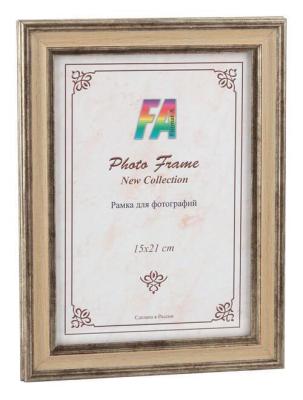 FA
Photo Frame
New Collection
Рамка для фотографий
15x21 cm
Сделано в России